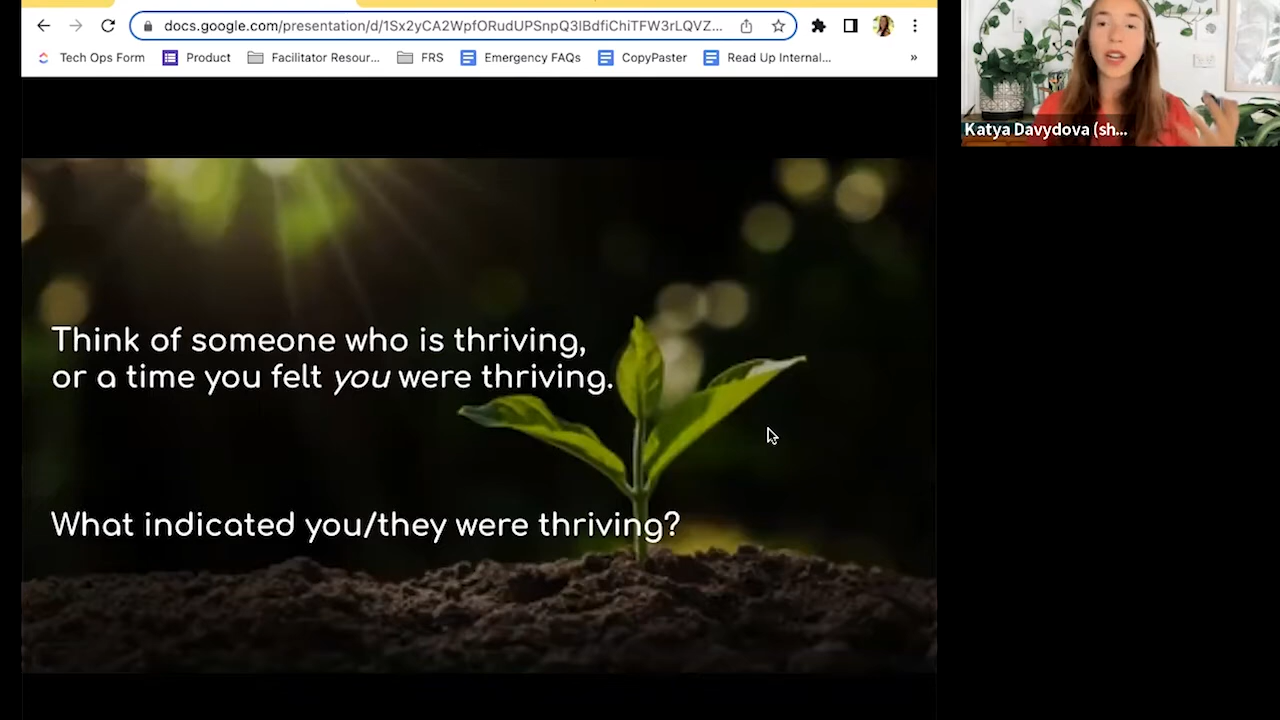 docs.google.com/presentation/d/1Sx2yCA2WpfORudUPSnpQ3lBdfiChiTFW3rLQVZ...
Tech Ops Form Product Facilitator Resour... FRS Emergency FAQs CopyPaster Read Up Internal... »
Katya Davydova (sh...
Think of someone who is thriving,
or a time you felt you were thriving.
What indicated you/they were thriving?